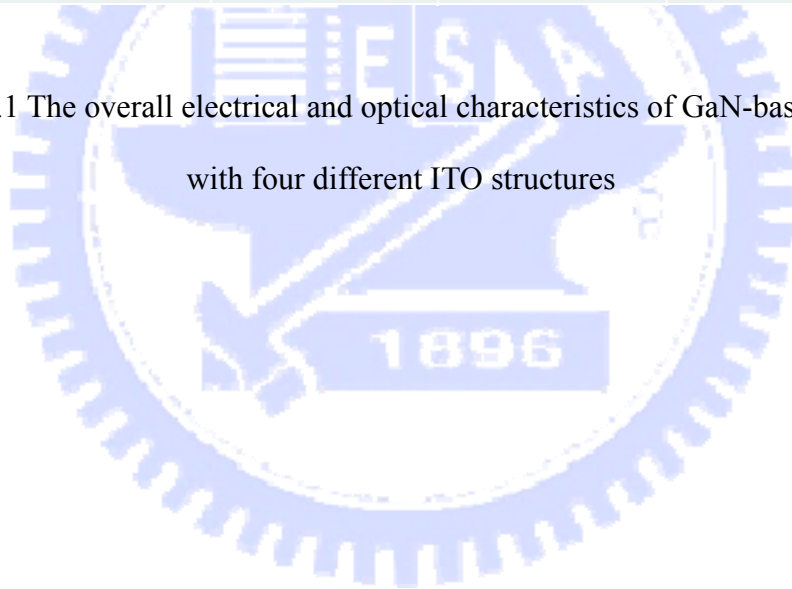 .1 The overall electrical and optical characteristics of GaN-bas
with four different ITO structures
E S A
1896